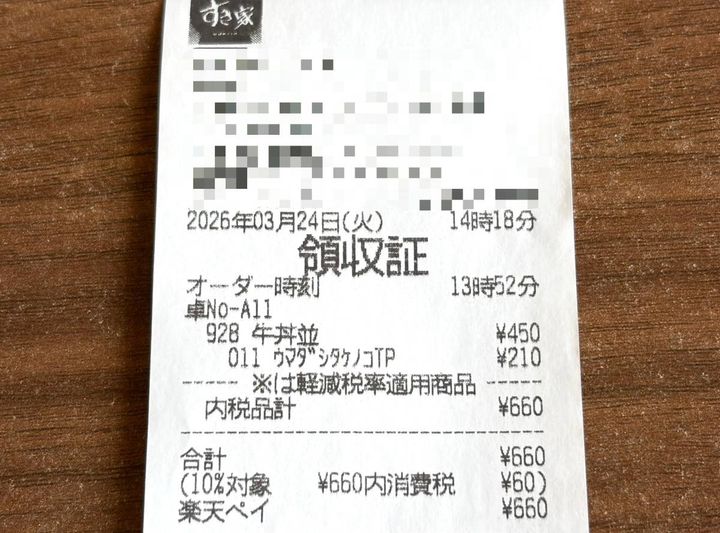 すき家
2026年03月24日(火) 14時18分
領収証
オーダー時刻 13時52分
卓No-A11
928 牛丼並 ¥450
011 ウマダシタケノコTP ¥210
※は軽減税率適用商品
内税品計 ¥660
合計 ¥660
(10%対象 ¥660内消費税 ¥60)
楽天ペイ ¥660